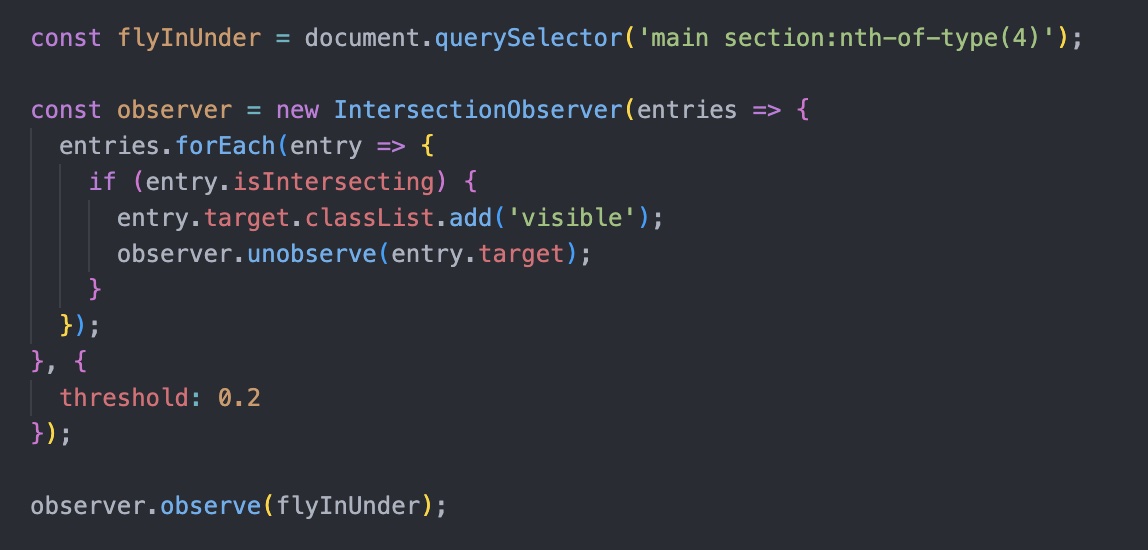 const flyInUnder = document.querySelector('main section:nth-of-type(4)');
const observer = new IntersectionObserver(entries => {
entries.forEach(entry => {
if (entry.isIntersecting) {
entry.target.classList.add('visible');
observer.unobserve(entry.target);
}
});
}, {
threshold: 0.2
});
observer.observe(flyInUnder);